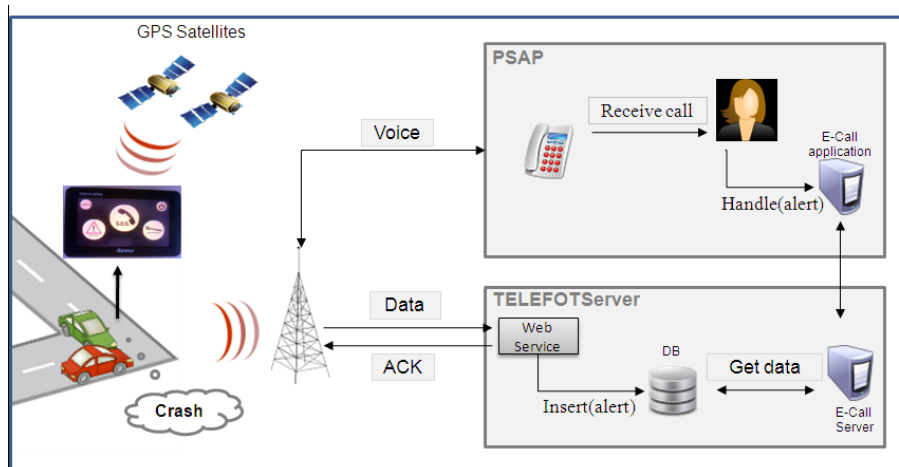 GPS Satellites
PSAP
Receive call
Voice
E-Call
application
Handle(alert)
S.O.S
Data
ACK
TELEFOTServer
Web
Service
DB
Get data
Insert(alert)
E-Call
Server
Crash